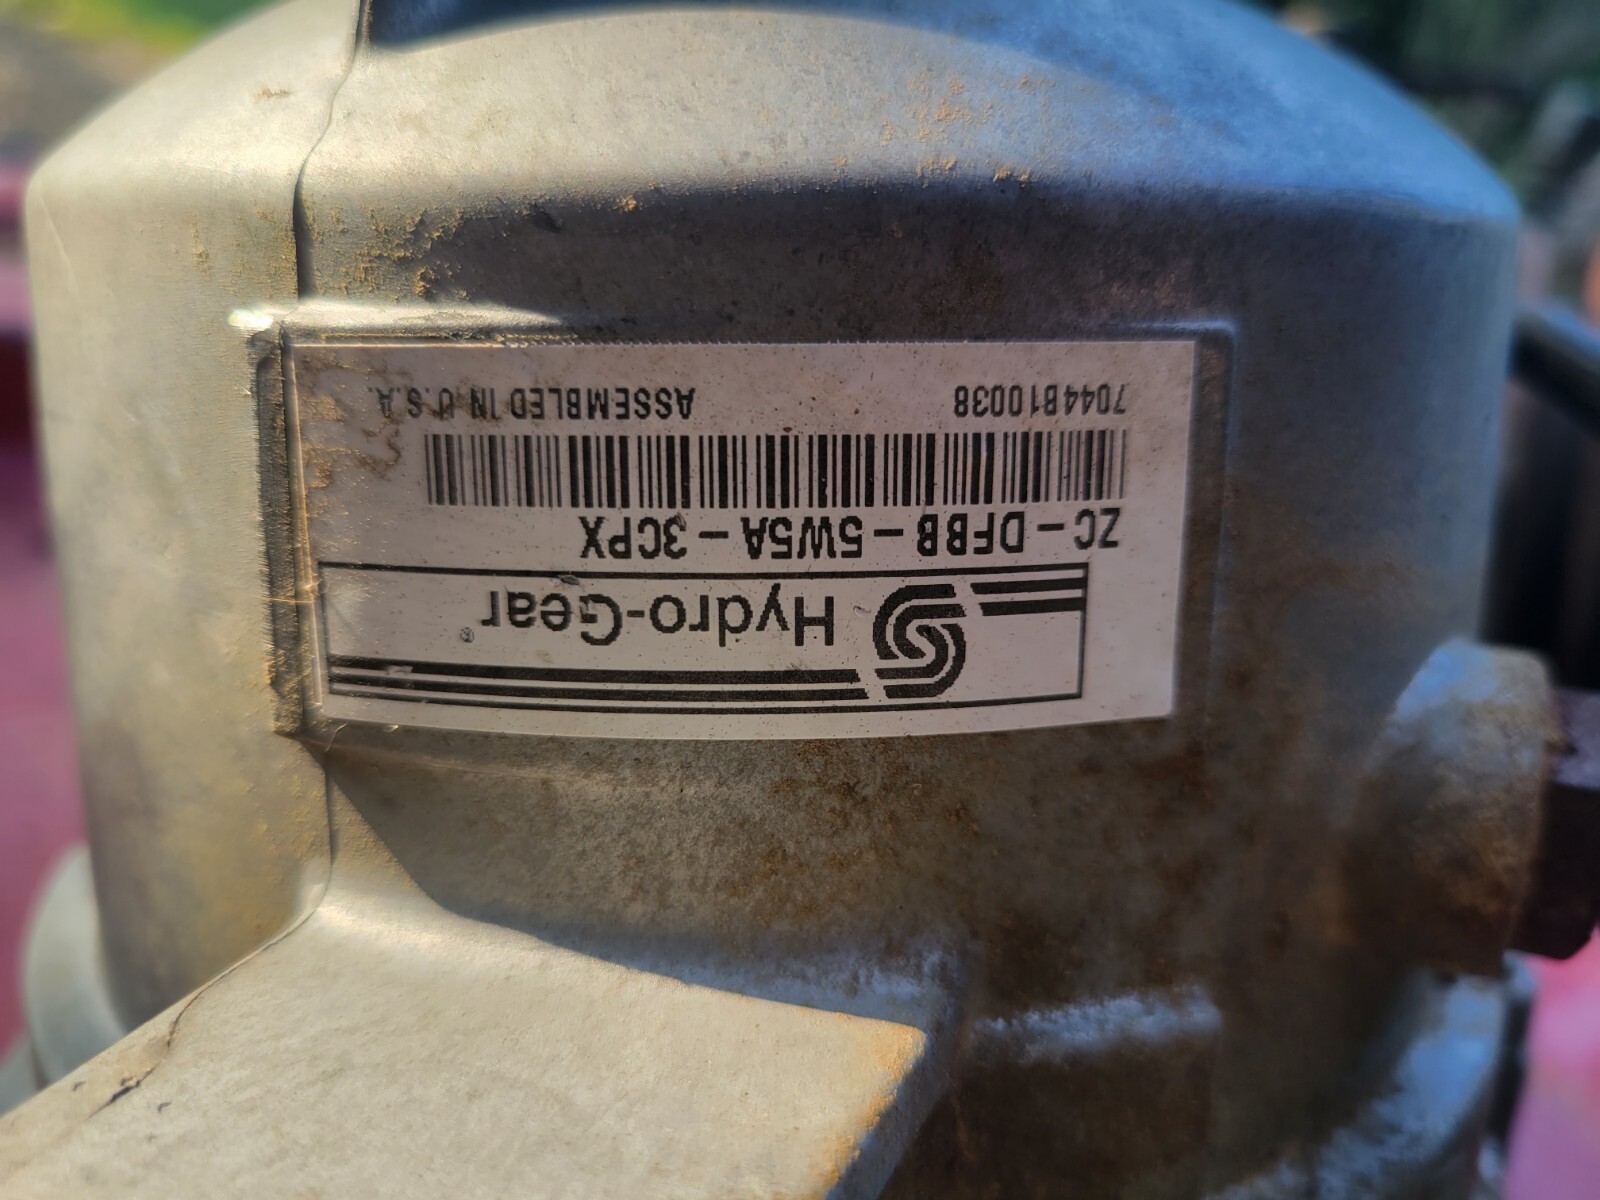 Hydro-Gear®
ZC-DFBB-5W5A-3CPX
7044B10038 ASSEMBLED IN U.S.A.